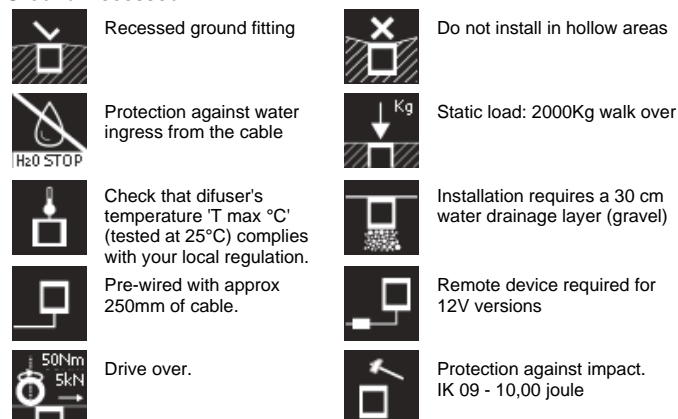 Recessed ground fitting
Do not install in hollow areas
H2O STOP
Protection against water
ingress from the cable
Kg
Static load: 2000Kg walk over
Check that difuser's
temperature 'T max °C'
(tested at 25°C) complies
with your local regulation.
Installation requires a 30 cm
water drainage layer (gravel)
Pre-wired with approx
250mm of cable.
Remote device required for
12V versions
50Nm
5kN
Drive over.
Protection against impact.
IK 09 - 10,00 joule